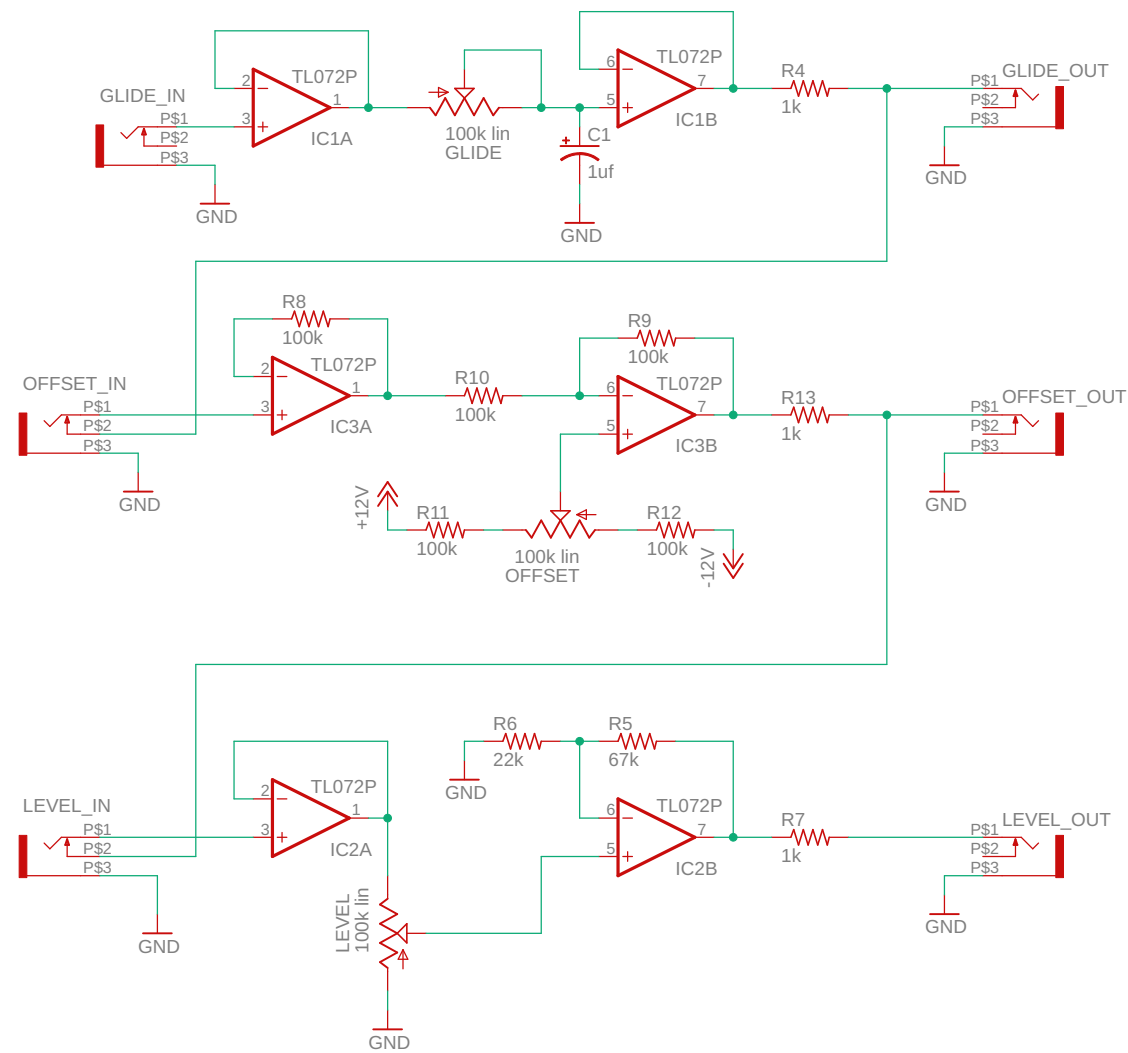 GLIDE_IN
P$1
P$2
P$3
GND
2
3
TL072P
1
IC1A
100k lin
GLIDE
C1
1uf
GND
6
5
TL072P
7
IC1B
R4
1k
GLIDE_OUT
P$1
P$2
P$3
GND
OFFSET_IN
P$1
P$2
P$3
GND
R8
100k
2
3
TL072P
1
IC3A
R10
100k
R9
100k
6
5
TL072P
7
IC3B
R13
1k
OFFSET_OUT
P$1
P$2
P$3
GND
+12V
R11
100k
100k lin
OFFSET
R12
100k
-12V
LEVEL_IN
P$1
P$2
P$3
GND
2
3
TL072P
1
IC2A
LEVEL
100k lin
GND
R6
22k
GND
R5
67k
6
5
TL072P
7
IC2B
R7
1k
LEVEL_OUT
P$1
P$2
P$3
GND